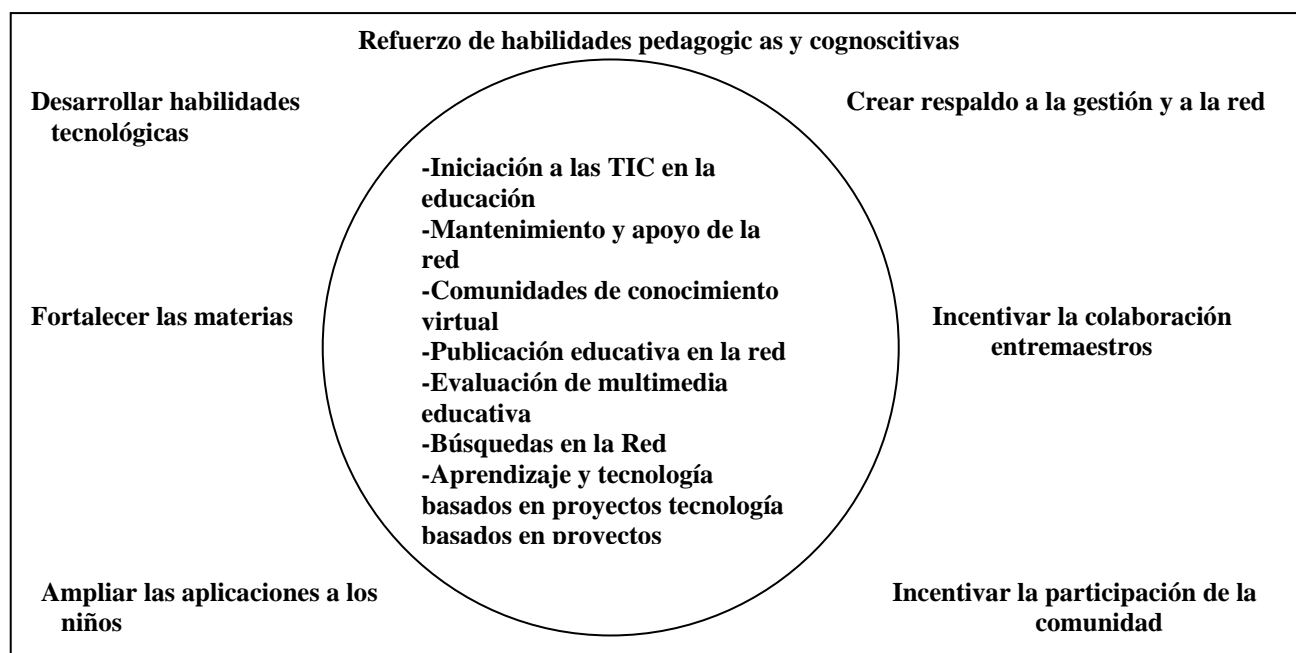 Refuerzo de habilidades pedagogic as y cognoscitivas
Desarrollar habilidades
tecnológicas
Crear respaldo a la gestión y a la red
-Iniciación a las TIC en la
educación
-Mantenimiento y apoyo de la
red
-Comunidades de conocimiento
virtual
-Publicación educativa en la red
-Evaluación de multimedia
educativa
-Búsquedas en la Red
-Aprendizaje y tecnología
basados en proyectos tecnología
basados en proyectos
Fortalecer las materias
Incentivar la colaboración
entremaestros
Ampliar las aplicaciones a los
niños
Incentivar la participación de la
comunidad